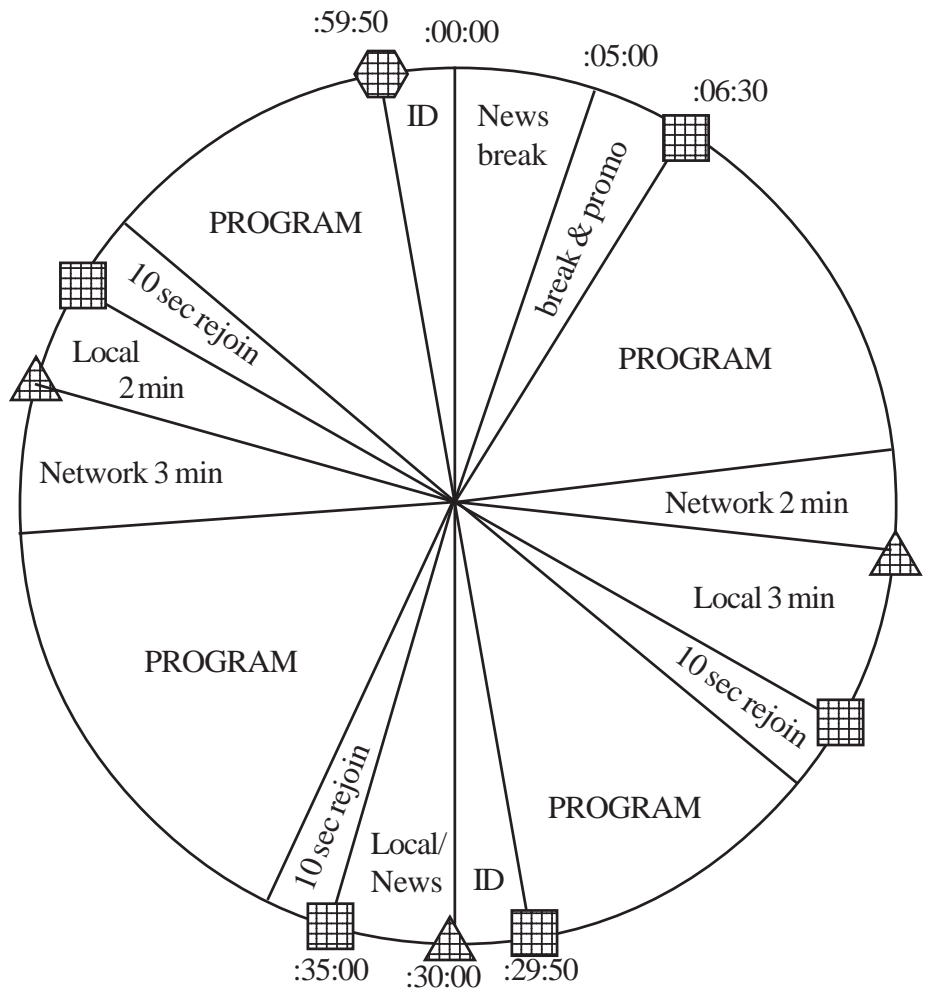 :59:50
:00:00
:05:00
:06:30
ID
News
break
break & promo
PROGRAM
PROGRAM
10 sec rejoin
Local
2 min
Network 3 min
Network 2 min
Local 3 min
10 sec rejoin
PROGRAM
PROGRAM
10 sec rejoin
Local/
News
ID
:35:00
:30:00
:29:50